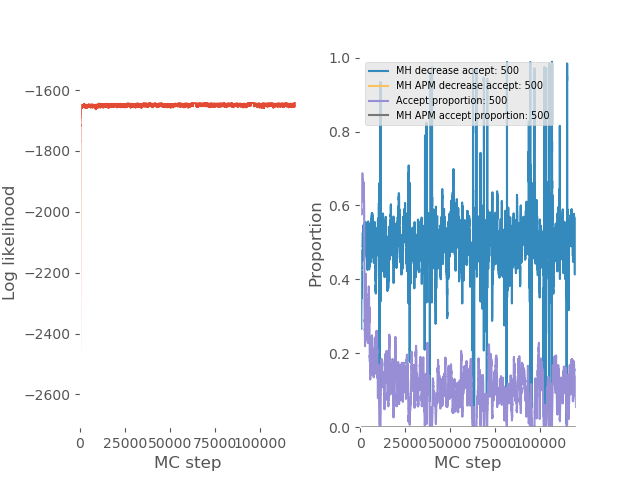 −1600
−1800
−2000
−2200
−2400
−2600
0
25000
50000
75000
100000
Log likelihood
MC step
1.0
0.8
0.6
0.4
0.2
0.0
0
25000
50000
75000
100000
Proportion
MC step
MH decrease accept: 500
MH APM decrease accept: 500
Accept proportion: 500
MH APM accept proportion: 500